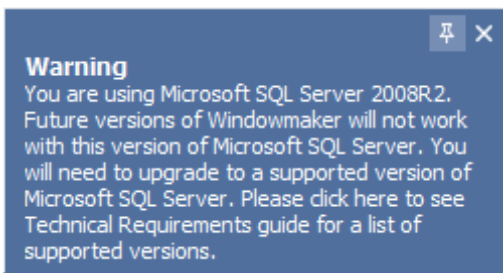 Warning
You are using Microsoft SQL Server 2008R2.
Future versions of Windowmaker will not work
with this version of Microsoft SQL Server. You
will need to upgrade to a supported version of
Microsoft SQL Server. Please click here to see
Technical Requirements guide for a list of
supported versions.